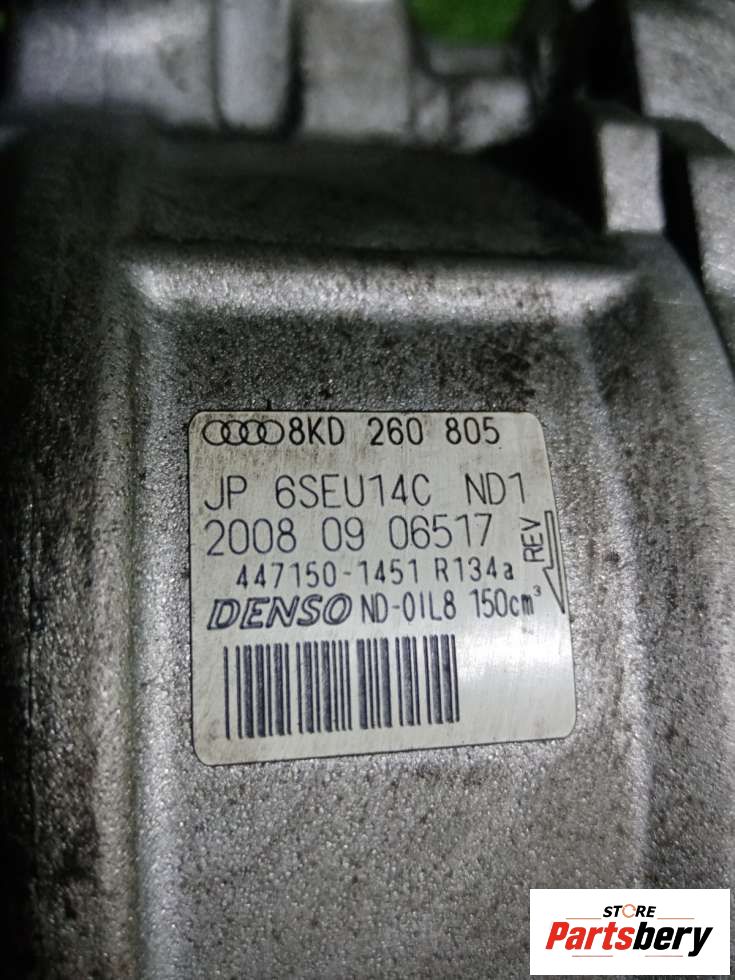 8KD 260 805
JP 6SEU14C ND1
2008 09 06517
REV
447150-1451 R134a
DENSO ND-OIL8 150cm³
STORE
Partsbery